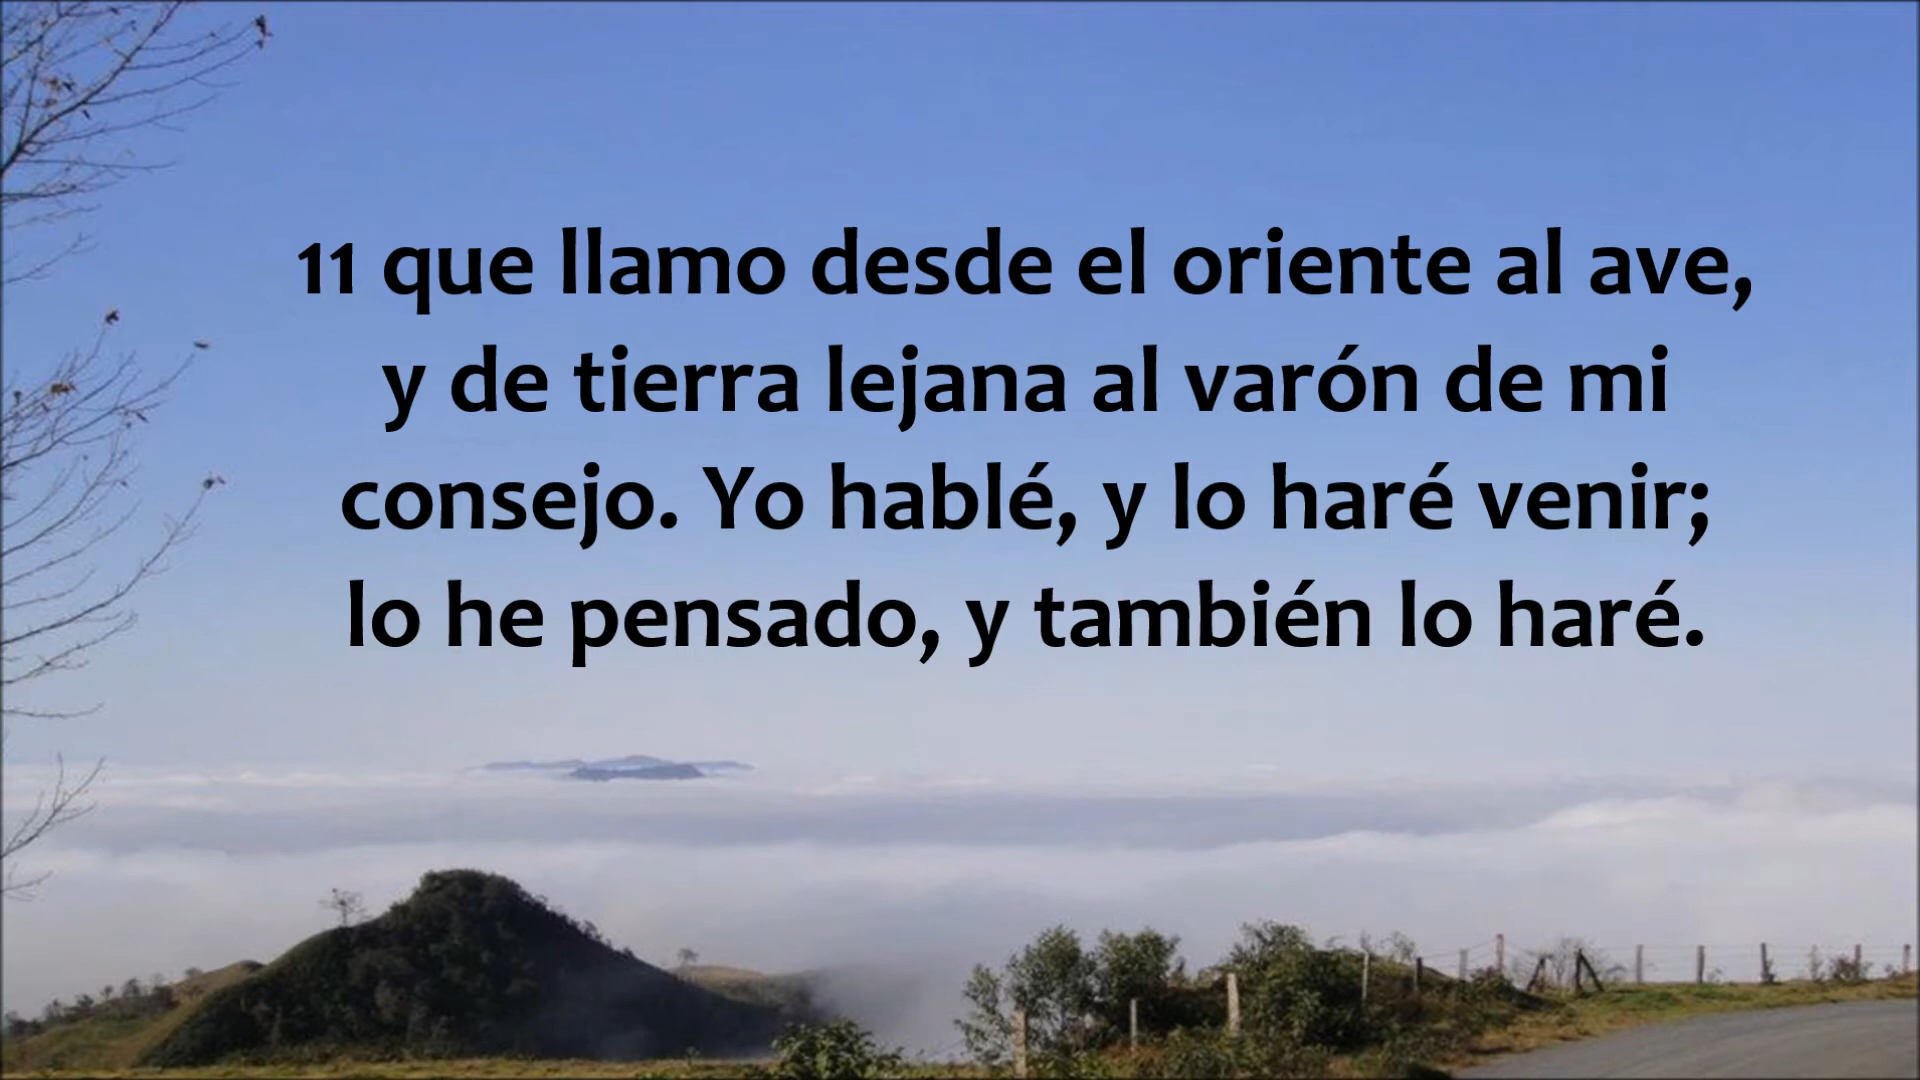 11 que llamo desde el oriente al ave,
y de tierra lejana al varón de mi
consejo. Yo hablé, y lo haré venir;
lo he pensado, y también lo haré.